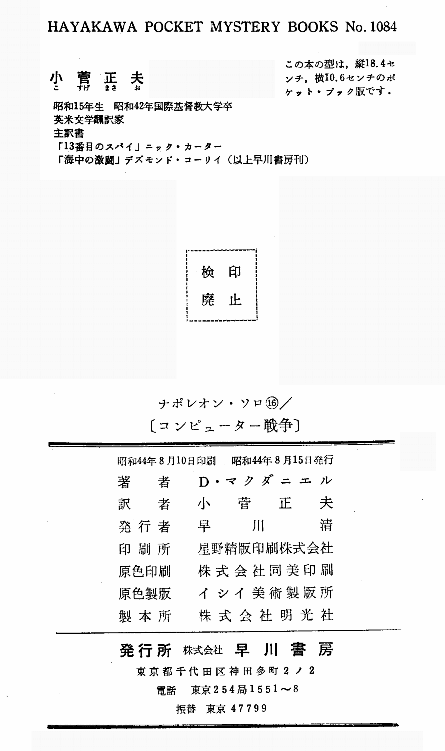 HAYAKAWA POCKET MYSTERY BOOKS No. 1084
この本の型は，縦18.4セ
ンチ，横10.6センチのポ
ケット・ブック版です．
小菅正夫
こ すげ まさ お
昭和15年生 昭和42年国際基督教大学卒
英米文学翻訳家
主訳書
「13番目のスパイ」ニック・カーター
「海中の激闘」デズモンド・コーリイ（以上早川書房刊）
検印
廃止
ナポレオン・ソロ⑯／
〔コンピューター戦争〕
昭和44年8月10日印刷 昭和44年8月15日発行
著者 D・マクダニエル
訳者 小菅正夫
発行者 早川清
印刷所 星野精版印刷株式会社
原色印刷 株式会社同美印刷
原色製版 イシイ美術製版所
製本所 株式会社明光社
発行所 株式会社 早川書房
東京都千代田区神田多町2ノ2
電話 東京254局1551〜8
振替 東京47799